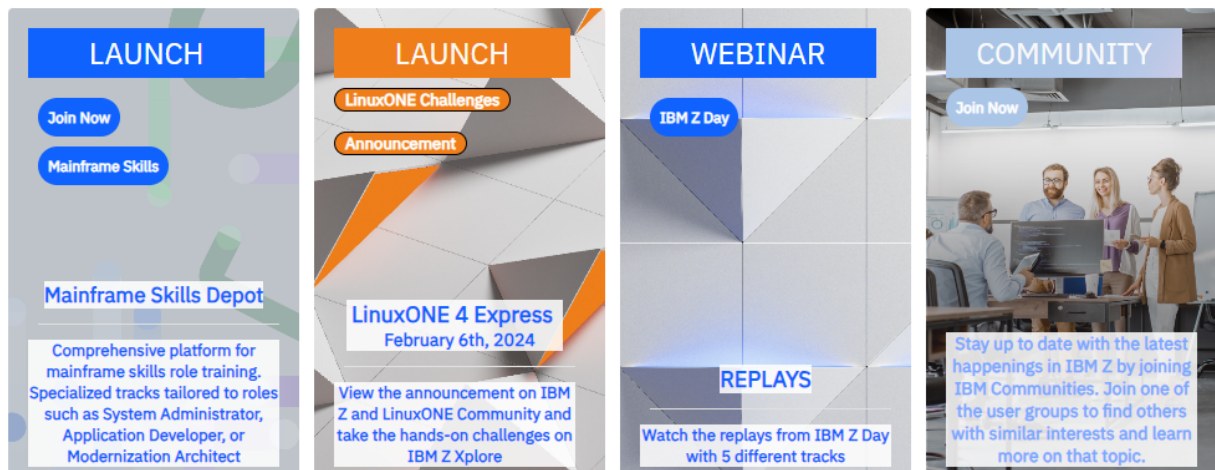 LAUNCH
Join Now
Mainframe Skills
Mainframe Skills Depot
Comprehensive platform for
mainframe skills role training.
Specialized tracks tailored to roles
such as System Administrator,
Application Developer, or
Modernization Architect
LAUNCH
LinuxONE Challenges
Announcement
LinuxONE 4 Express
February 6th, 2024
View the announcement on IBM
Z and LinuxONE Community and
take the hands-on challenges on
IBM Z Xplore
WEBINAR
IBM Z Day
REPLAYS
Watch the replays from IBM Z Day
with 5 different tracks
COMMUNITY
Join Now
Stay up to date with the latest
happenings in IBM Z by joining
IBM Communities. Join one of
the user groups to find others
with similar interests and learn
more on that topic.